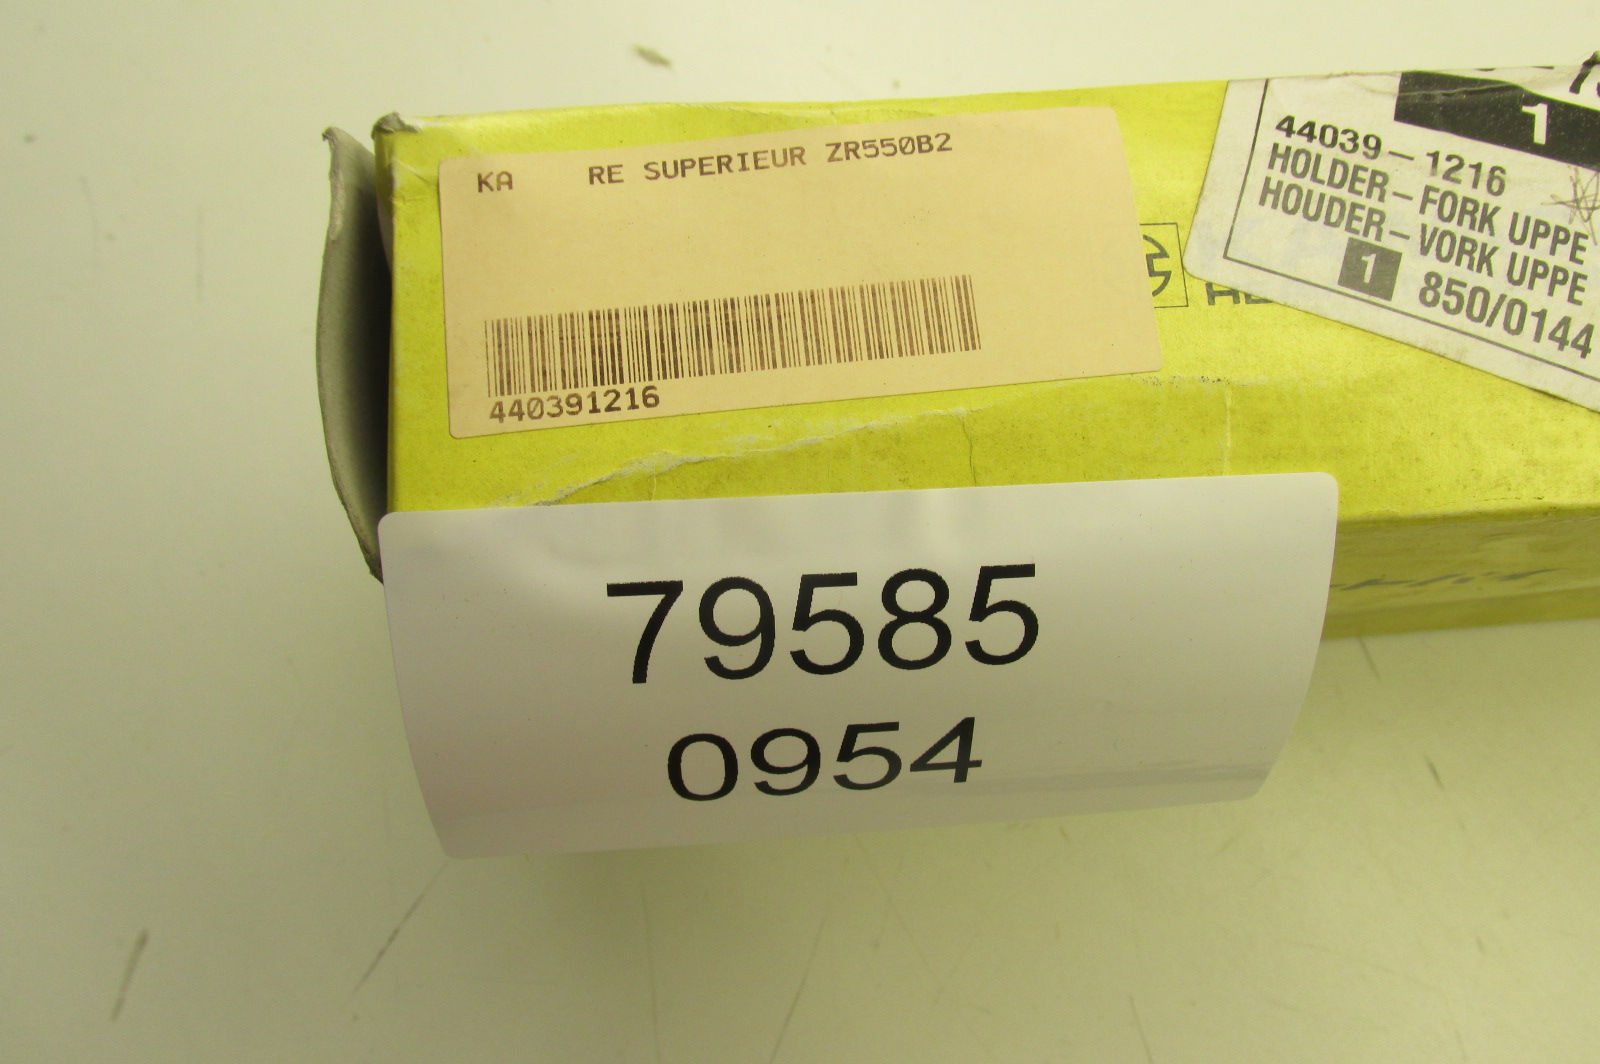 KA RE SUPERIEUR ZR550B2
440391216
1
44039-1216
HOLDER-FORK UPPE
HOUDER-VORK UPPE
1 850/0144
79585
0954